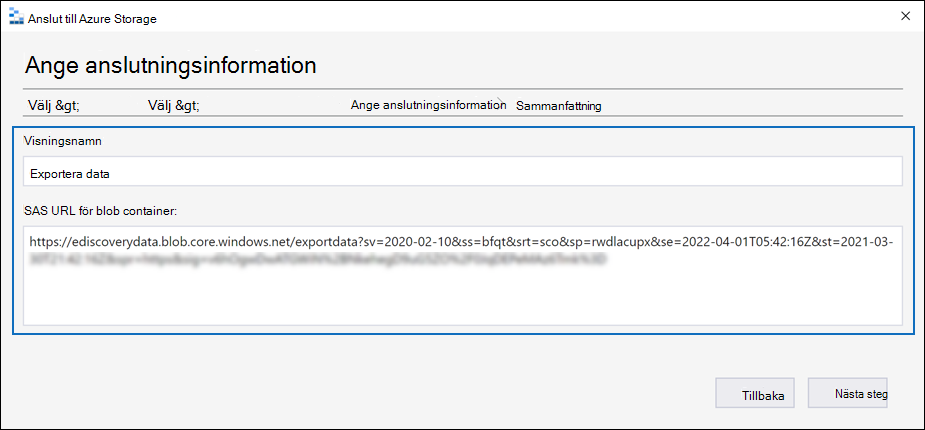 Anslut till Azure Storage
Ange anslutningsinformation
Välj &gt; Välj &gt; Ange anslutningsinformation Sammanfattning
Visningsnamn
Exportera data
SAS URL för blob container:
https://ediscoverydata.blob.core.windows.net/exportdata?sv=2020-02-10&ss=bfqt&srt=sco&sp=rwdlacupx&se=2022-04-01T05:42:16Z&st=2021-03-
Tillbaka Nästa steg